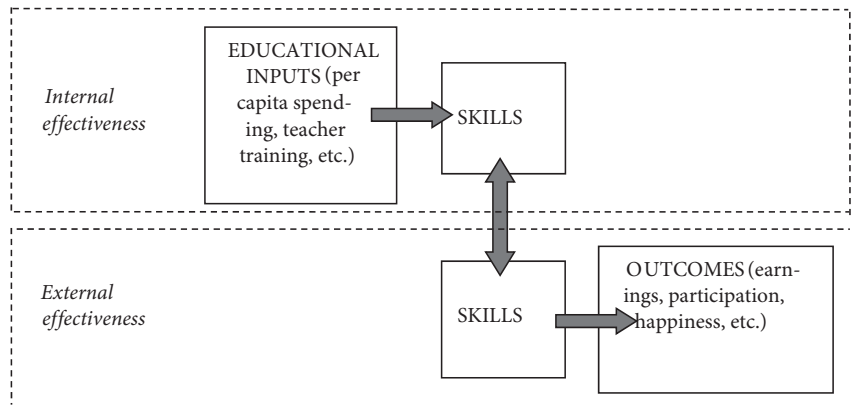 EDUCATIONAL
INPUTS (per
capita spend-
ing, teacher
training, etc.)
Internal
effectiveness
SKILLS
External
effectiveness
SKILLS
OUTCOMES (earn-
ings, participation,
happiness, etc.)